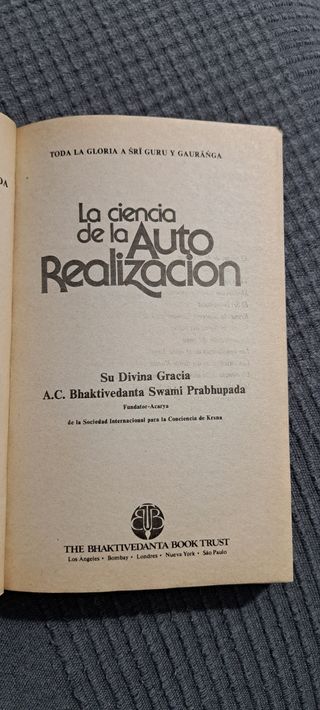 TODA LA GLORIA A ŚRĪ GURU Y GAURĀṄGA
La ciencia
de la Auto
Realizacion
Su Divina Gracia
A.C. Bhaktivedanta Swami Prabhupada
Fundator-Acarya
de la Sociedad Internacional para la Conciencia de Krsna
BBT
THE BHAKTIVEDANTA BOOK TRUST
Los Angeles • Bombay • Londres • Nueva York • São Paulo